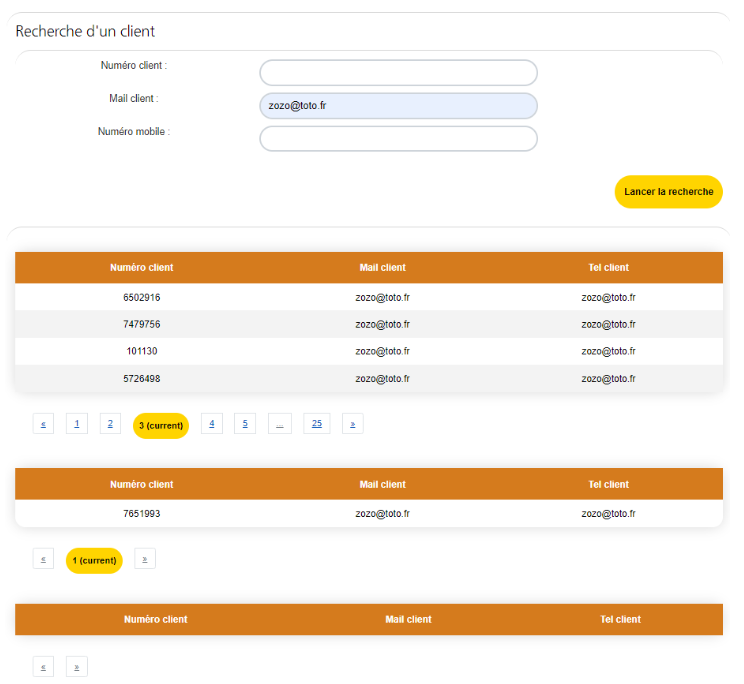 Recherche d'un client
Numéro client :
Mail client : zozo@toto.fr
Numéro mobile :
Lancer la recherche
Numéro client Mail client Tel client
6502916 zozo@toto.fr zozo@toto.fr
7479756 zozo@toto.fr zozo@toto.fr
101130 zozo@toto.fr zozo@toto.fr
5726498 zozo@toto.fr zozo@toto.fr
« 1 2 3 (current) 4 5 ... 25 »
Numéro client Mail client Tel client
7651993 zozo@toto.fr zozo@toto.fr
« 1 (current) »
Numéro client Mail client Tel client
« »